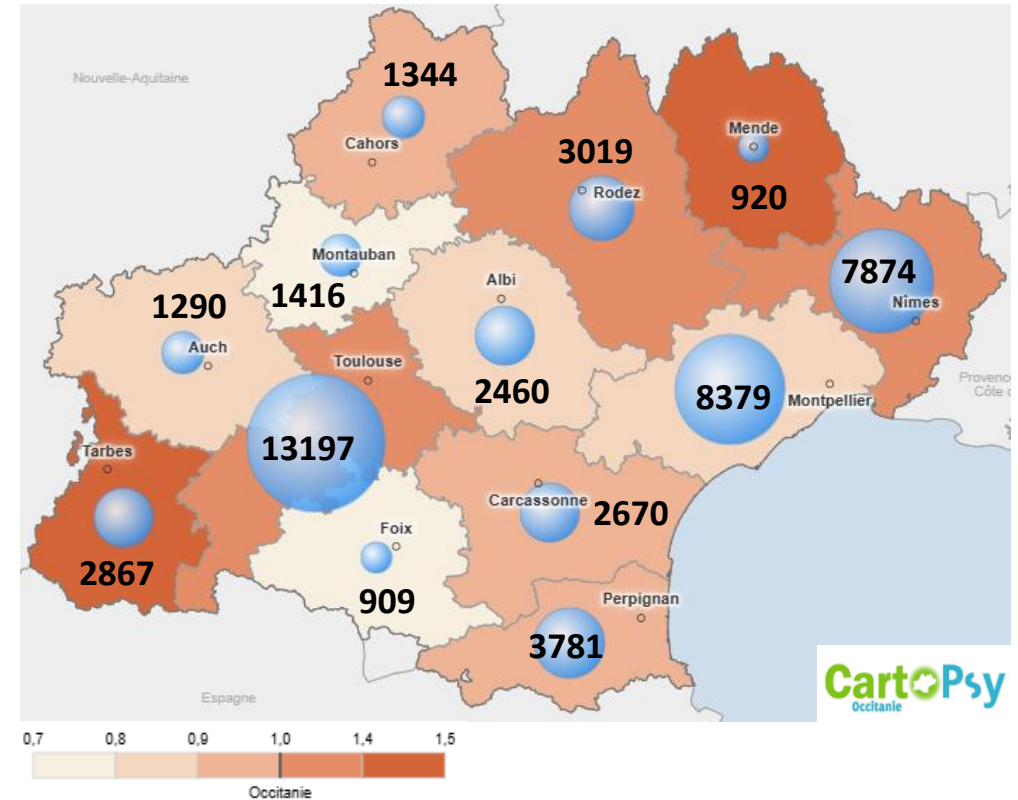 Nouvelle-Aquitaine
1344
Cahors
Mende
920
3019
Rodez
7874
Nîmes
Montauban
1416
Albi
2460
1290
Auch
Toulouse
13197
8379
Montpellier
Provence
Côte d
Tarbes
2867
Carcassonne
2670
Foix
909
Perpignan
3781
Espagne
CartoPsy
Occitanie
0,7 0,8 0,9 1,0 1,4 1,5
Occitanie